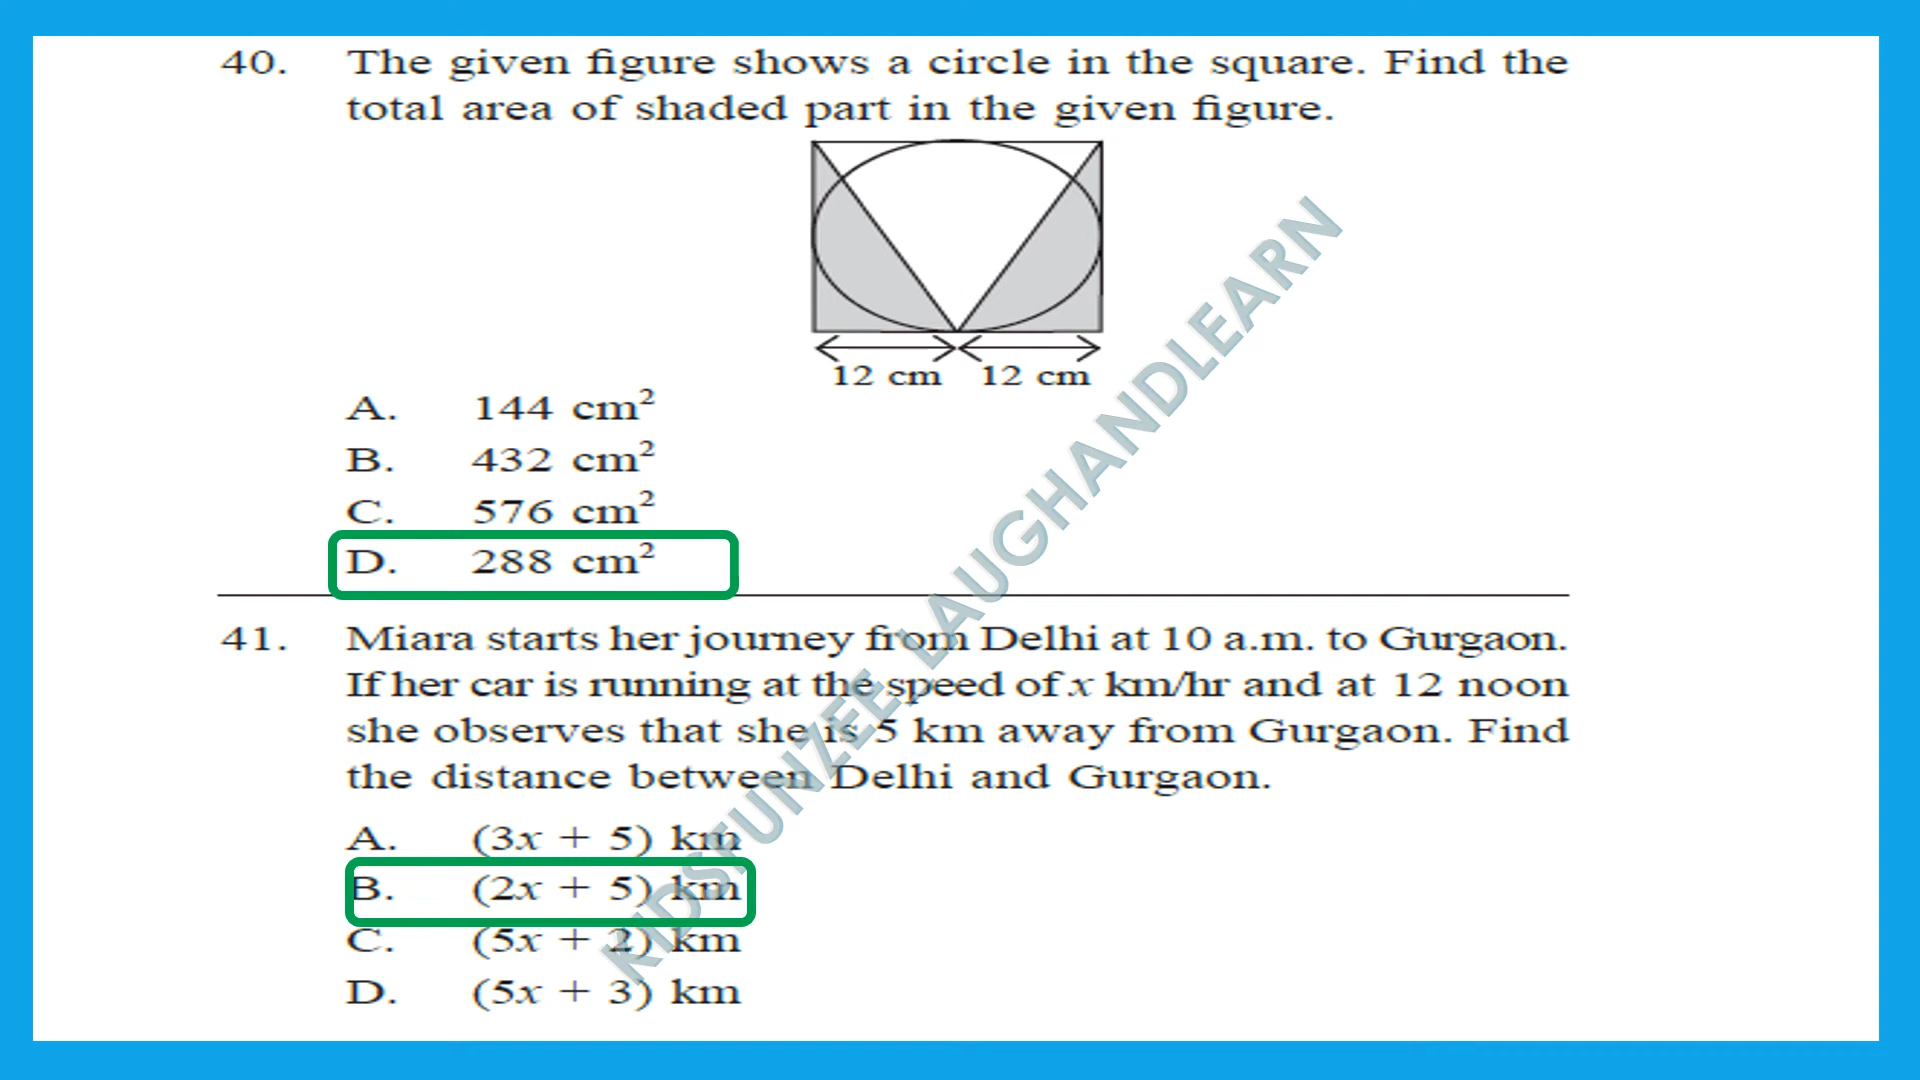 40. The given figure shows a circle in the square. Find the
total area of shaded part in the given figure.
12 cm 12 cm
A. 144 cm²
B. 432 cm²
C. 576 cm²
D. 288 cm²
41. Miara starts her journey from Delhi at 10 a.m. to Gurgaon.
If her car is running at the speed of x km/hr and at 12 noon
she observes that she is 5 km away from Gurgaon. Find
the distance between Delhi and Gurgaon.
A. (3x + 5) km
B. (2x + 5) km
C. (5x + 2) km
D. (5x + 3) km
KIDSFUNZEE_LAUGHANDLEARN